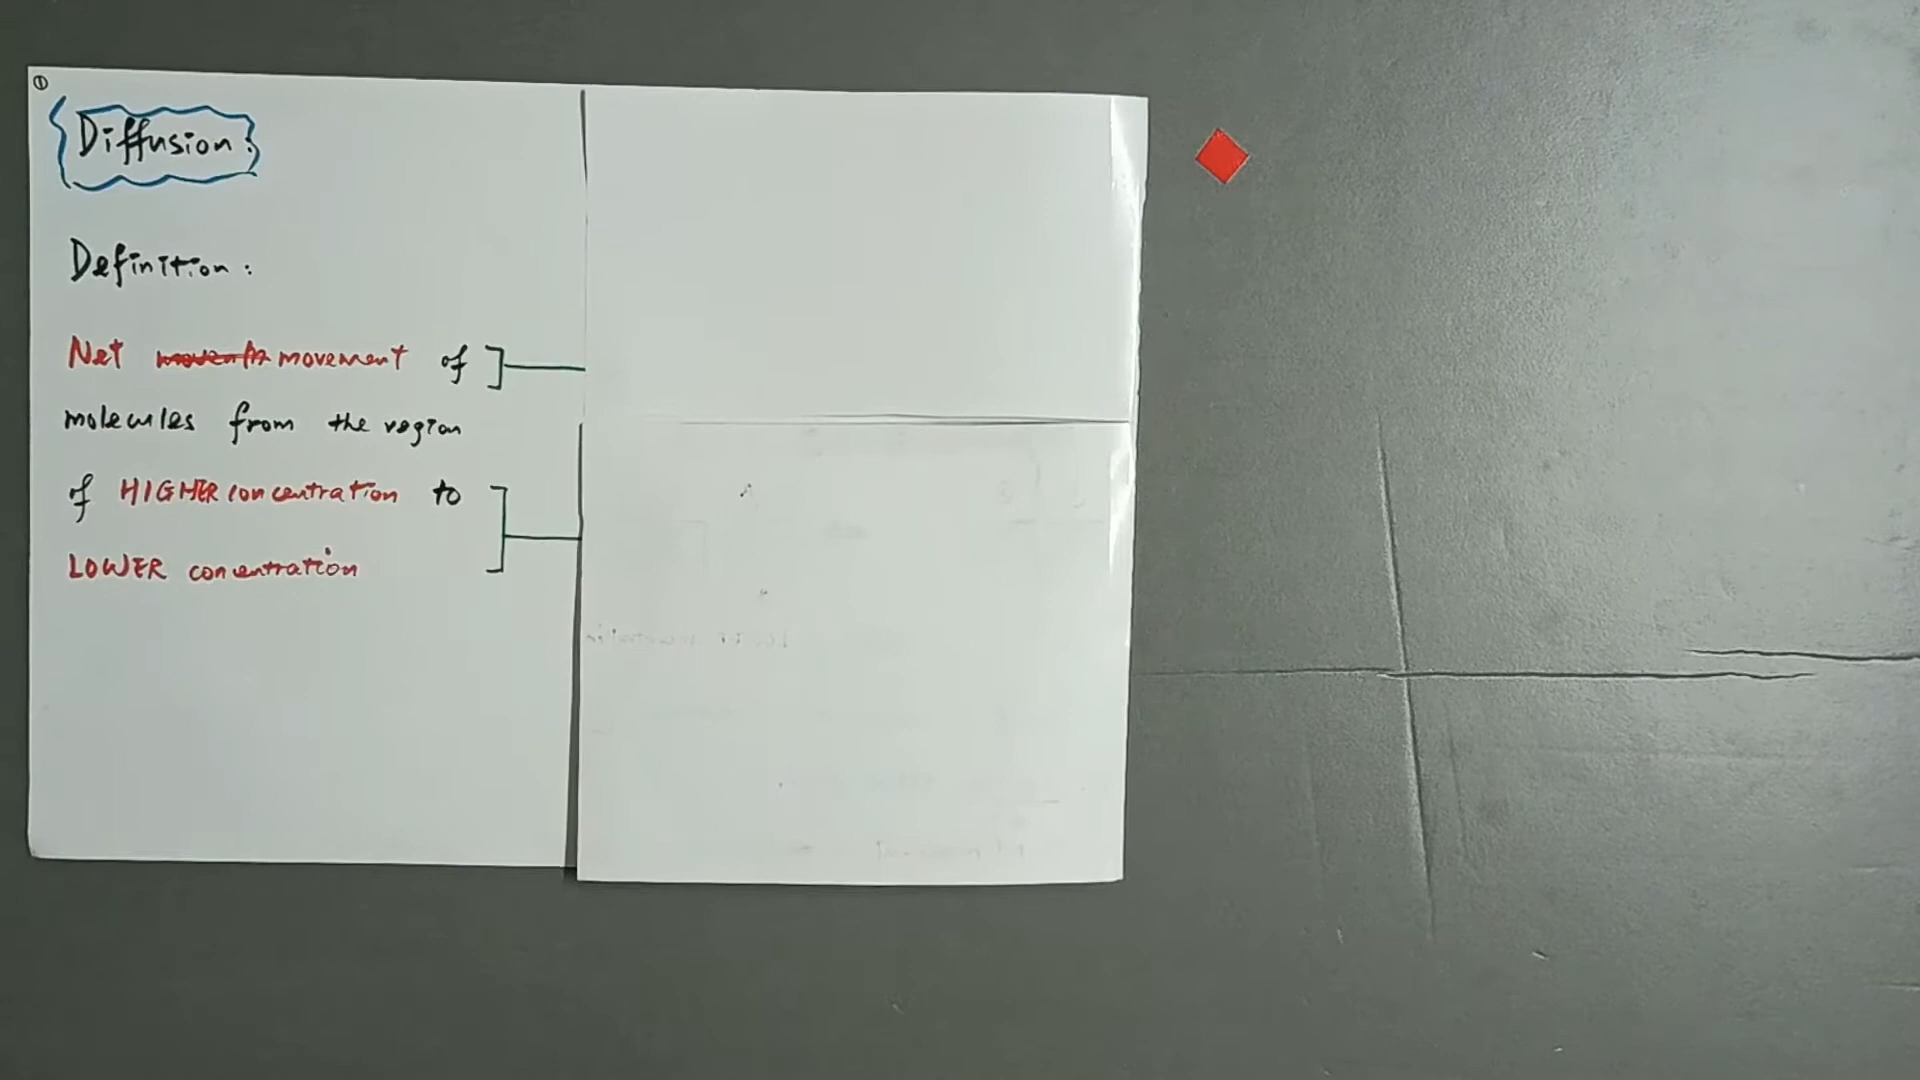 ①
Diffusion:
Definition:
Net movement of
molecules from the region
of HIGHER concentration to
LOWER concentration